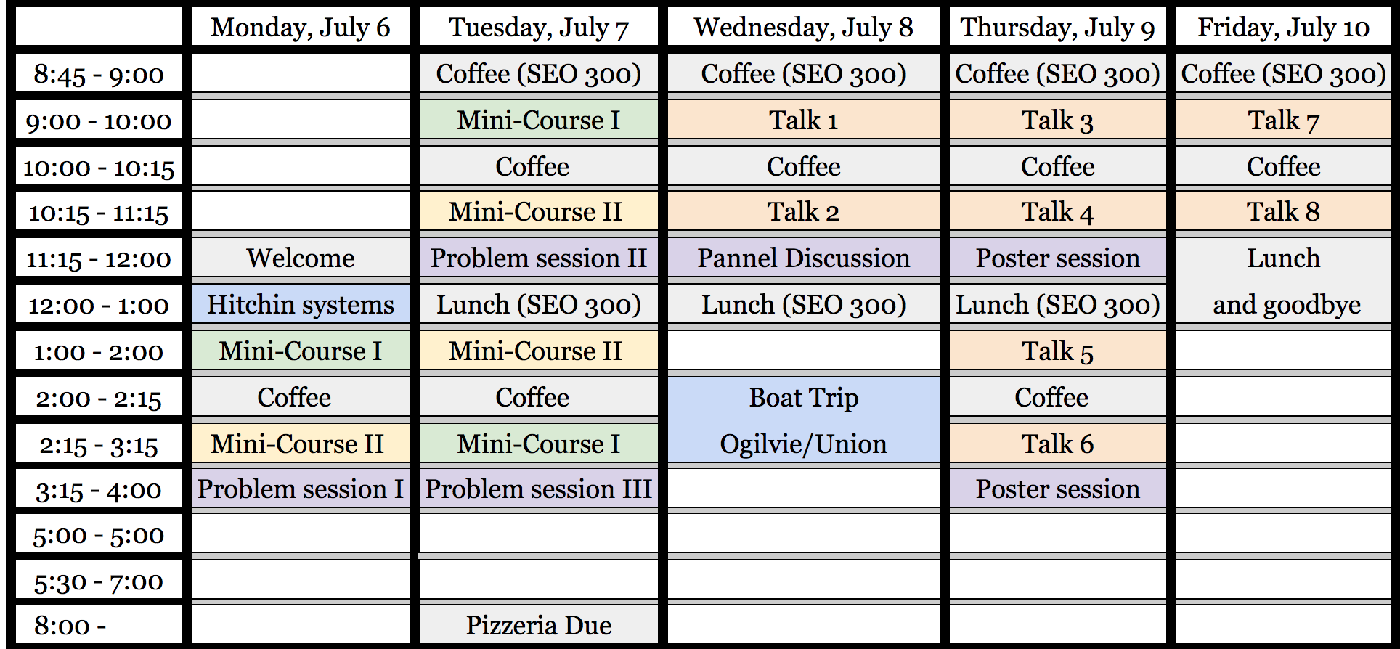 Monday, July 6 Tuesday, July 7 Wednesday, July 8 Thursday, July 9 Friday, July 10
8:45 - 9:00 Coffee (SEO 300) Coffee (SEO 300) Coffee (SEO 300) Coffee (SEO 300)
9:00 - 10:00 Mini-Course I Talk 1 Talk 3 Talk 7
10:00 - 10:15 Coffee Coffee Coffee Coffee
10:15 - 11:15 Mini-Course II Talk 2 Talk 4 Talk 8
11:15 - 12:00 Welcome Problem session II Pannel Discussion Poster session Lunch
12:00 - 1:00 Hitchin systems Lunch (SEO 300) Lunch (SEO 300) Lunch (SEO 300) and goodbye
1:00 - 2:00 Mini-Course I Mini-Course II Talk 5
2:00 - 2:15 Coffee Coffee Boat Trip Coffee
2:15 - 3:15 Mini-Course II Mini-Course I Ogilvie/Union Talk 6
3:15 - 4:00 Problem session I Problem session III Poster session
5:00 - 5:00
5:30 - 7:00
8:00 - Pizzeria Due